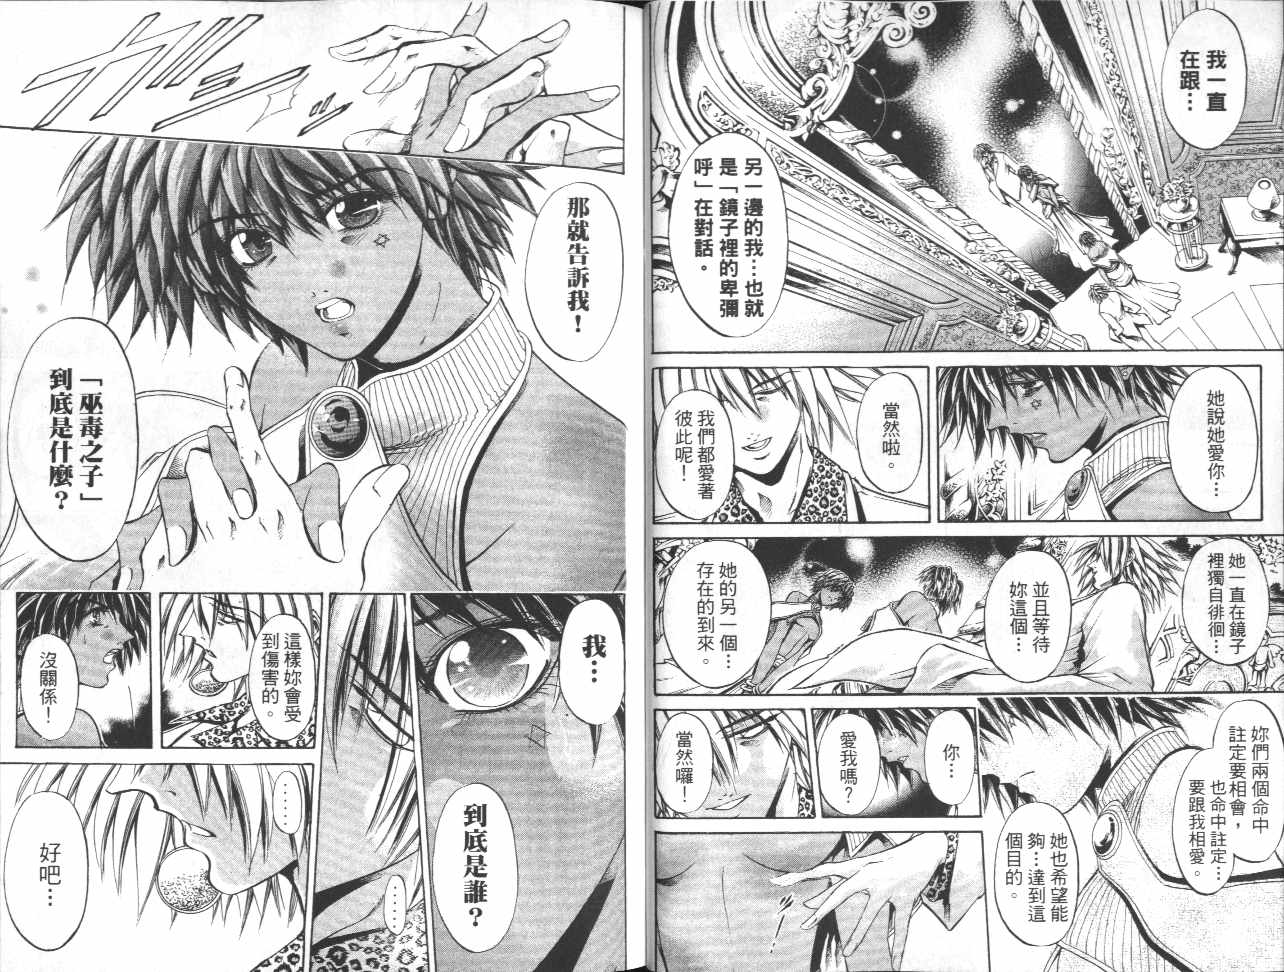 我一直
在跟…
另一邊的我…也就
是「鏡子裡的卑彌
呼」在對話。
她說她愛你…
當然啦。
我們都愛著
彼此呢！
她一直在鏡子
裡獨自徘徊…
並且等待
妳這個…
她的另一個…
存在的到來。
妳們兩個命中
註定要相會，
也命中註定…
要跟我相愛。
她也希望能
夠…達到這
個目的。
你…
愛我嗎？
當然囉！
那就告訴我！
「巫毒之子」
到底是什麼？
我…
到底是誰？
……
這樣妳會受
到傷害的。
沒關係！
……
好吧…